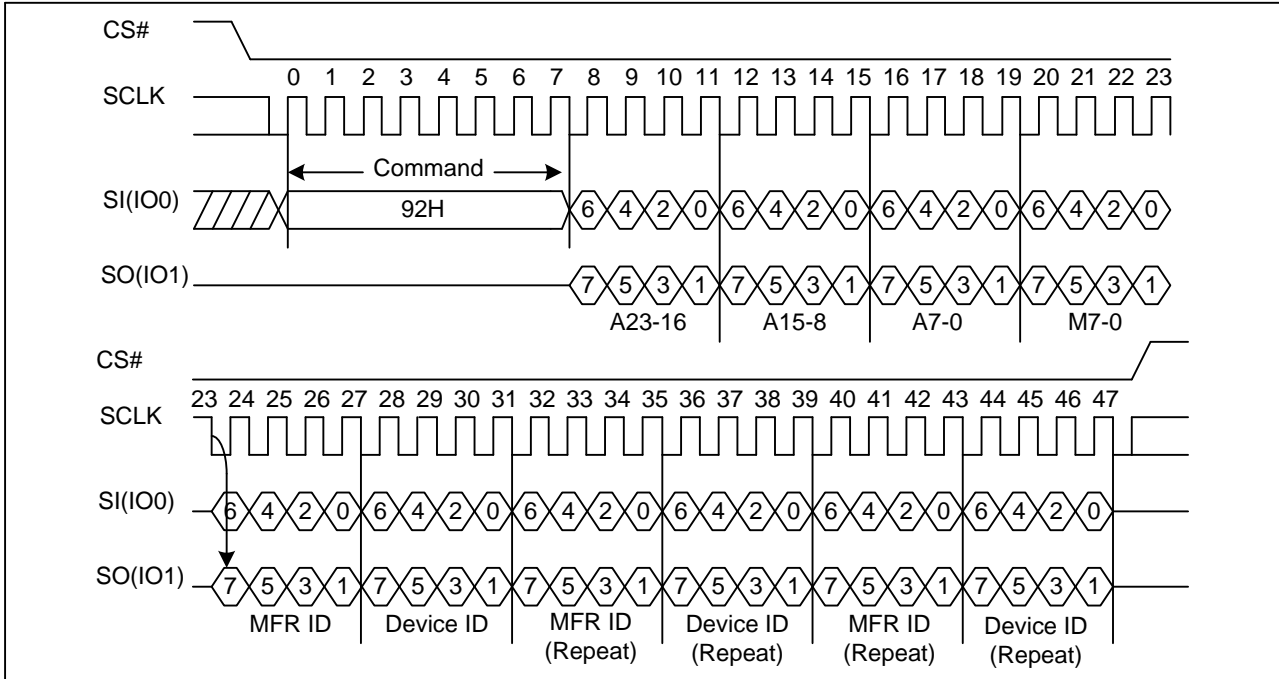 CS#
0 1 2 3 4 5 6 7 8 9 10 11 12 13 14 15 16 17 18 19 20 21 22 23
SCLK
Command
SI(IO0)
92H
6 4 2 0 6 4 2 0 6 4 2 0 6 4 2 0
SO(IO1)
7 5 3 1 7 5 3 1 7 5 3 1 7 5 3 1
A23-16 A15-8 A7-0 M7-0
CS#
23 24 25 26 27 28 29 30 31 32 33 34 35 36 37 38 39 40 41 42 43 44 45 46 47
SCLK
SI(IO0)
6 4 2 0 6 4 2 0 6 4 2 0 6 4 2 0 6 4 2 0 6 4 2 0
SO(IO1)
7 5 3 1 7 5 3 1 7 5 3 1 7 5 3 1 7 5 3 1 7 5 3 1
MFR ID Device ID MFR ID Device ID MFR ID Device ID
(Repeat) (Repeat) (Repeat) (Repeat)